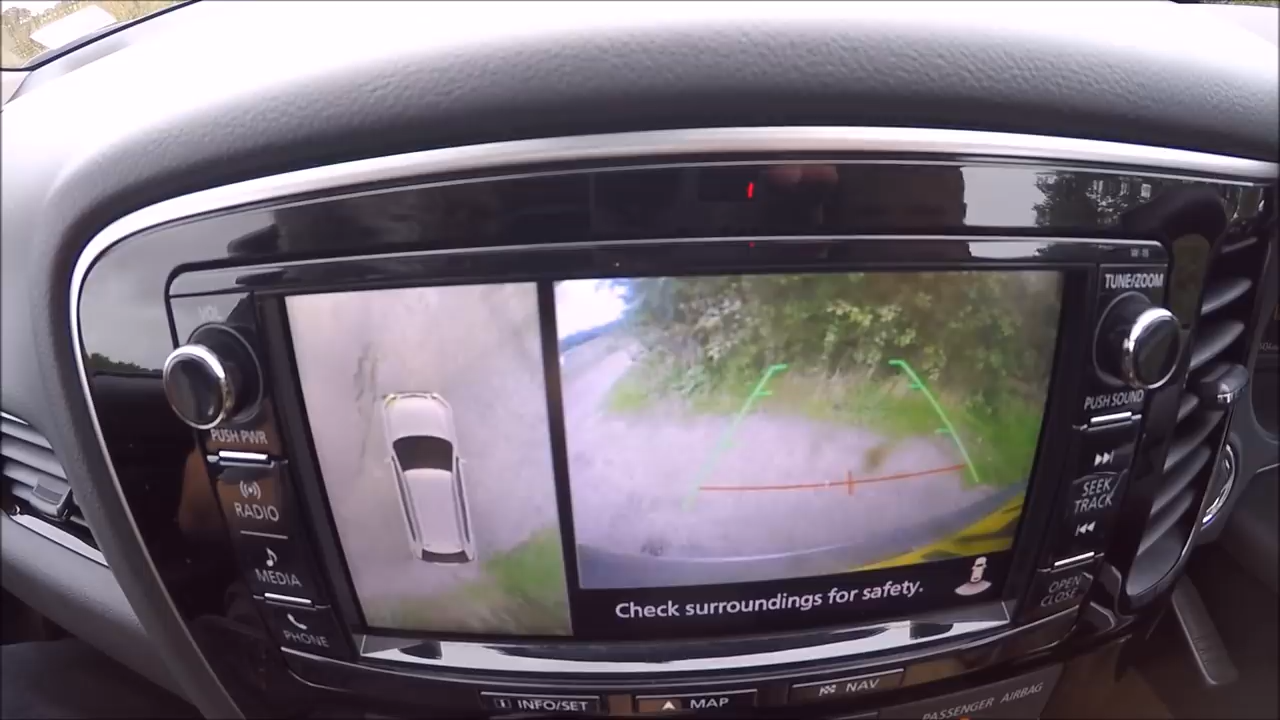 W-15
TUNE/ZOOM
VOL
PUSH PWR
PUSH SOUND
RADIO
SEEK
TRACK
MEDIA
OPEN
CLOSE
PHONE
Check surroundings for safety.
INFO/SET
MAP
NAV
PASSENGER AIRBAG